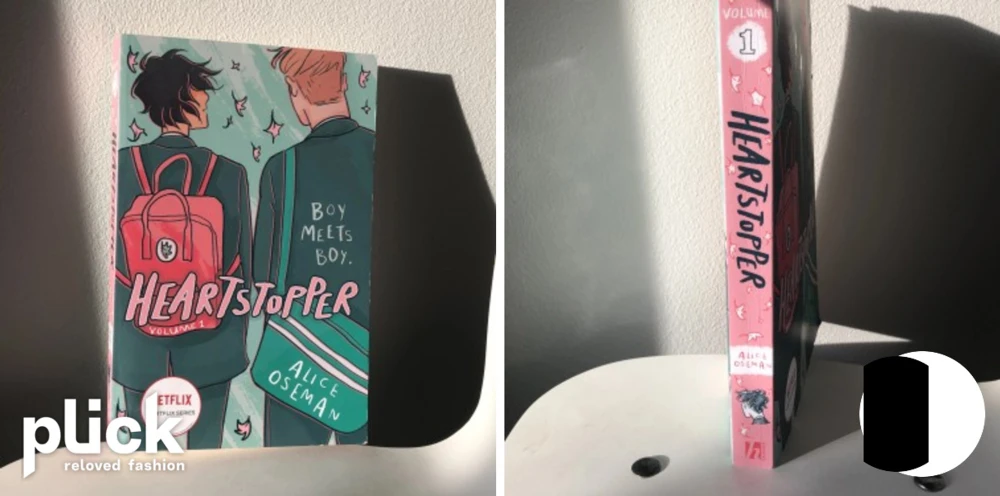 BOY
MEETS
BOY.
HEARTSTOPPER
VOLUME 1
ALICE
OSEMAN
NETFLIX
plick
reloved fashion
VOLUME
1
HEARTSTOPPER
ALICE
OSEMAN
h